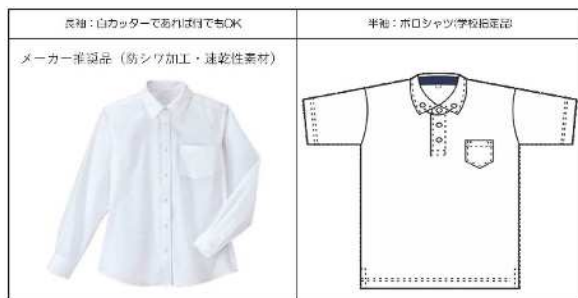 長袖：白カッターであれば何でもOK
半袖：ポロシャツ(学校指定品)
メーカー推奨品（防シワ加工・速乾性素材）